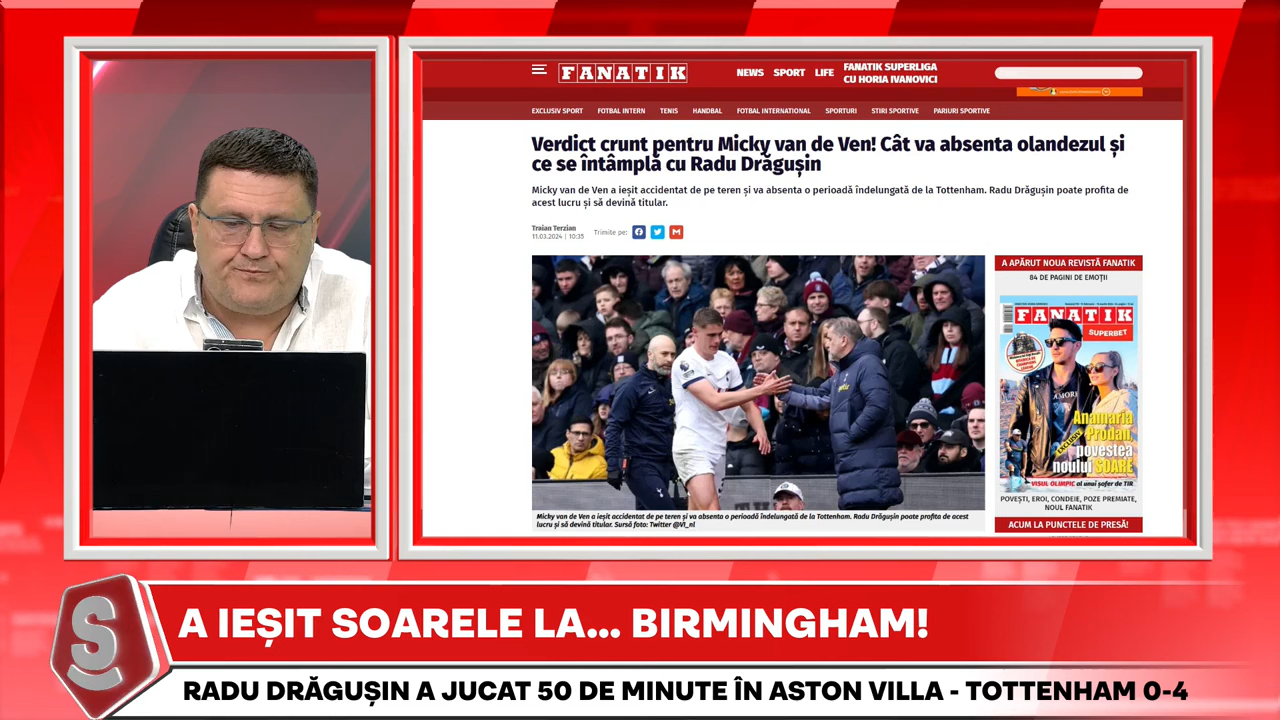 FANATIK
NEWS SPORT LIFE FANATIK SUPERLIGA
CU HORIA IVANOVICI
EXCLUSIV SPORT FOTBAL INTERN TENIS HANDBAL FOTBAL INTERNATIONAL SPORTURI STIRI SPORTIVE PARIURI SPORTIVE
Verdict crunt pentru Micky van de Ven! Cât va absenta olandezul și
ce se întâmplă cu Radu Drăgușin
Micky van de Ven a ieșit accidentat de pe teren și va absenta o perioadă îndelungată de la Tottenham. Radu Drăgușin poate profita de
acest lucru și să devină titular.
Traian Terzian
11.03.2024 | 10:35
Trimite pe:
Micky van de Ven a ieșit accidentat de pe teren și va absenta o perioadă îndelungată de la Tottenham. Radu Drăgușin poate profita de acest
lucru și să devină titular. Sursă foto: Twitter @VI_nl
A APĂRUT NOUA REVISTĂ FANATIK
84 DE PAGINI DE EMOȚII
FANATIK
SUPERBET
Anamaria
Prodan,
EXCLUSIV
povestea
noului SOARE
VISUL OLIMPIC al unui șofer de TIR
POVEȘTI, EROI, CONDEIE, POZE PREMIATE,
NOUL FANATIK
ACUM LA PUNCTELE DE PRESĂ!
S
A IEȘIT SOARELE LA... BIRMINGHAM!
RADU DRĂGUȘIN A JUCAT 50 DE MINUTE ÎN ASTON VILLA - TOTTENHAM 0-4